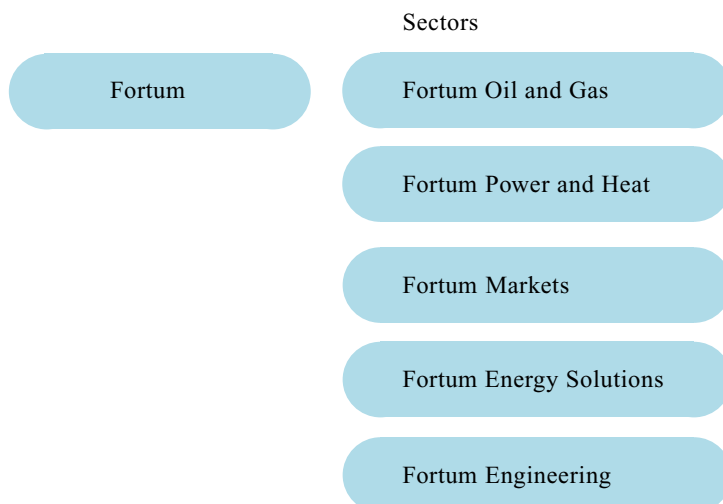 Sectors
Fortum
Fortum Oil and Gas
Fortum Power and Heat
Fortum Markets
Fortum Energy Solutions
Fortum Engineering